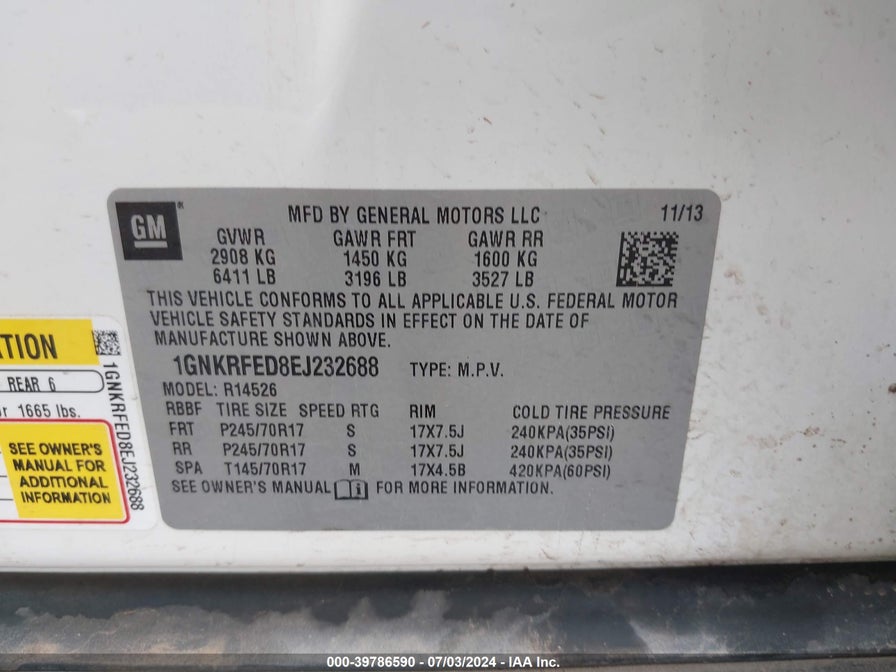 GM
MFD BY GENERAL MOTORS LLC 11/13
GVWR GAWR FRT GAWR RR
2908 KG 1450 KG 1600 KG
6411 LB 3196 LB 3527 LB
THIS VEHICLE CONFORMS TO ALL APPLICABLE U.S. FEDERAL MOTOR
VEHICLE SAFETY STANDARDS IN EFFECT ON THE DATE OF
MANUFACTURE SHOWN ABOVE.
1GNKRFED8EJ232688 TYPE: M.P.V.
MODEL: R14526
RBBF TIRE SIZE SPEED RTG RIM COLD TIRE PRESSURE
FRT P245/70R17 S 17X7.5J 240KPA(35PSI)
RR P245/70R17 S 17X7.5J 240KPA(35PSI)
SPA T145/70R17 M 17X4.5B 420KPA(60PSI)
SEE OWNER'S MANUAL FOR MORE INFORMATION.
REAR 6
1665 lbs.
SEE OWNER'S
MANUAL FOR
ADDITIONAL
INFORMATION
1GNKRFED8EJ232688
000-39786590 - 07/03/2024 - IAA Inc.